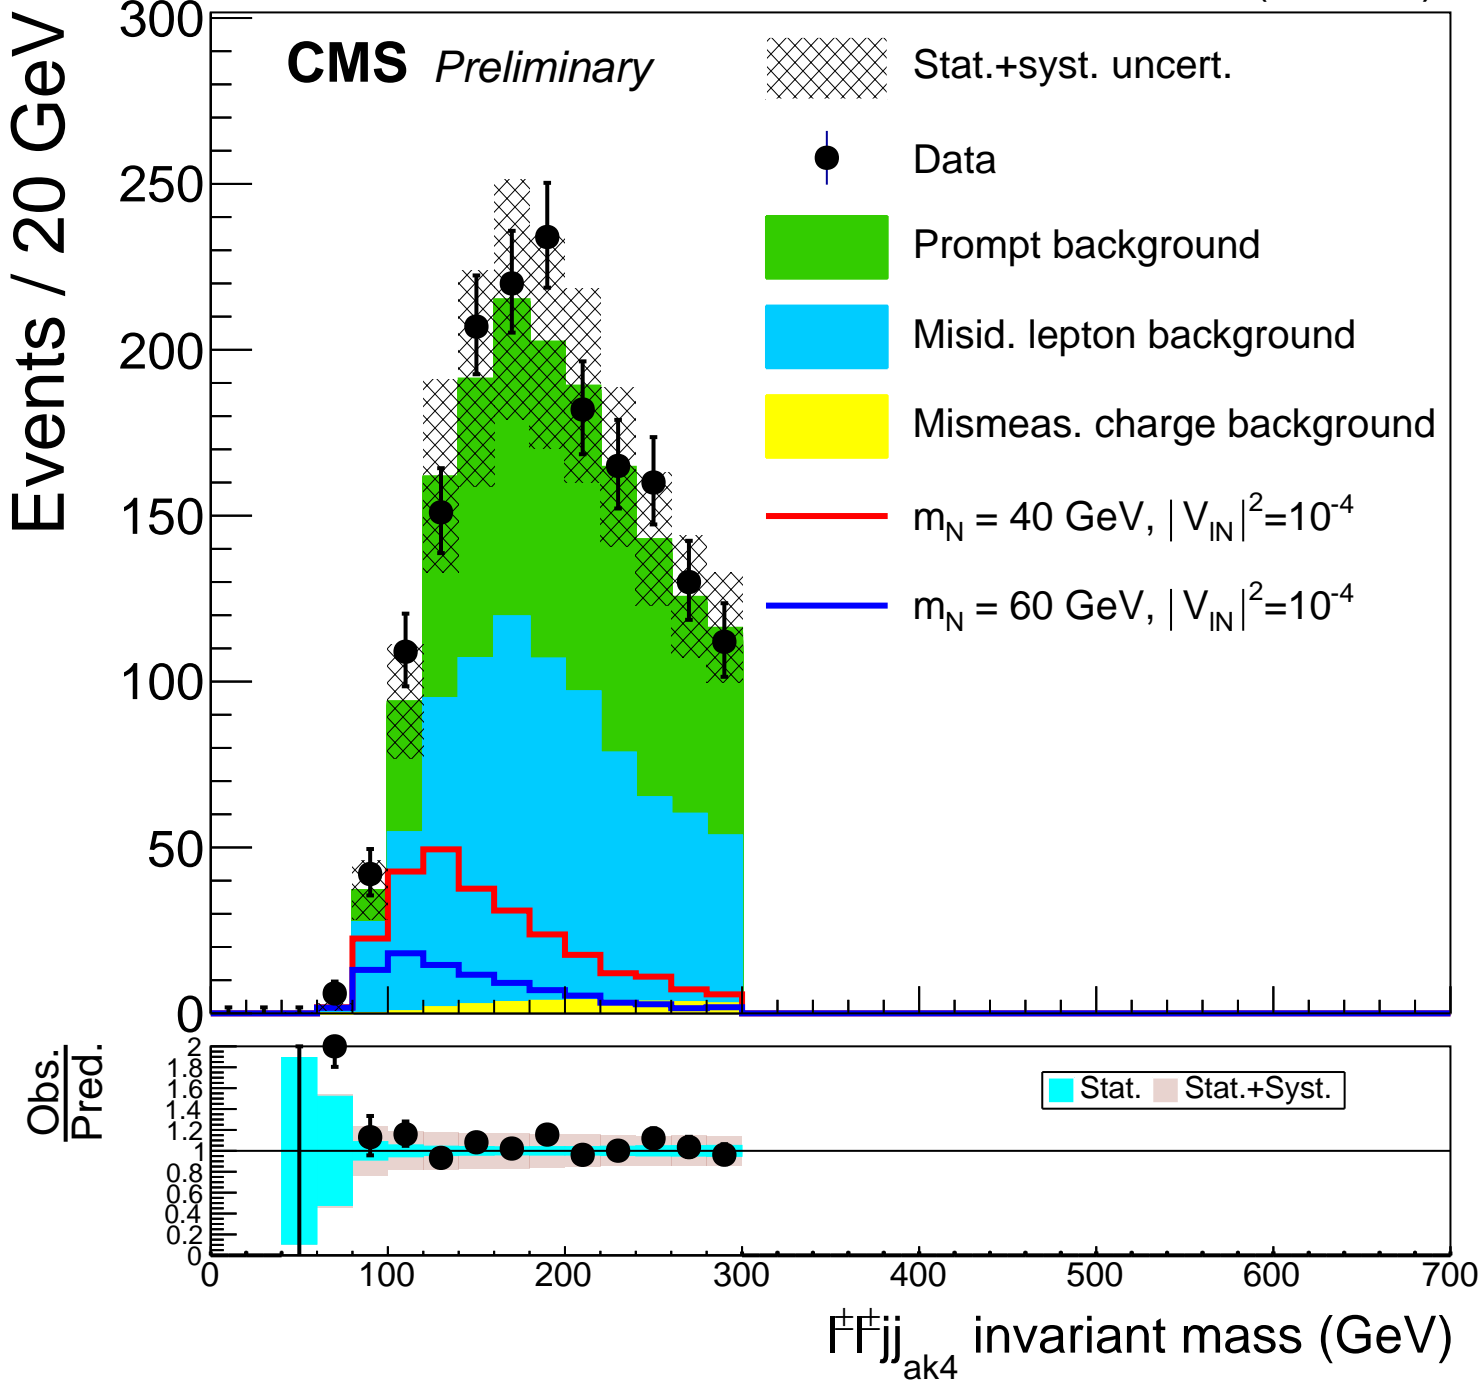 CMS Preliminary
Events / 20 GeV
300
250
200
150
100
50
0
Stat.+syst. uncert.
Data
Prompt background
Misid. lepton background
Mismeas. charge background
m_N = 40 GeV, |V_lN|^2=10^-4
m_N = 60 GeV, |V_lN|^2=10^-4
Obs.
Pred.
2
1.8
1.6
1.4
1.2
1
0.8
0.6
0.4
0.2
0
Stat. Stat.+Syst.
0 100 200 300 400 500 600 700
l±l±jj_ak4 invariant mass (GeV)